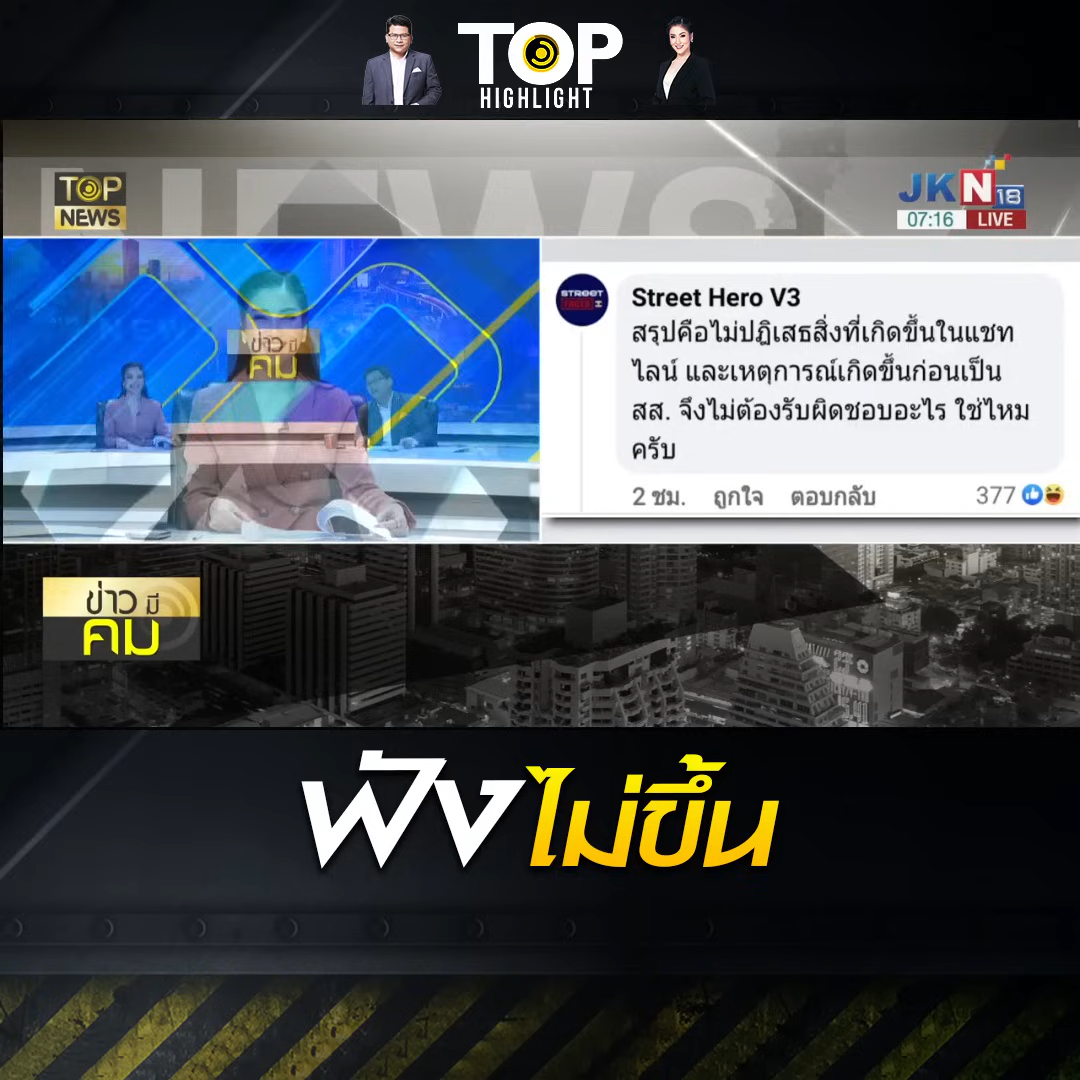 TOP
HIGHLIGHT
NEWS
TOP
NEWS
JKN18
07:16 LIVE
ข่าวมี
คม
Street Hero V3
สรุปคือไม่ปฎิเสธสิ่งที่เกิดขึ้นในแชท
ไลน์ และเหตุการณ์เกิดขึ้นก่อนเป็น
สส. จึงไม่ต้องรับผิดชอบอะไร ใช่ไหม
ครับ
2 ชม. ถูกใจ ตอบกลับ 377
ข่าวมี
คม
ฟังไม่ขึ้น